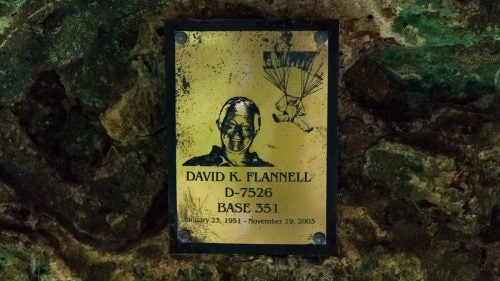 DAVID K. FLANNELL
D-7526
BASE 351
January 23, 1951 - November 19, 2003